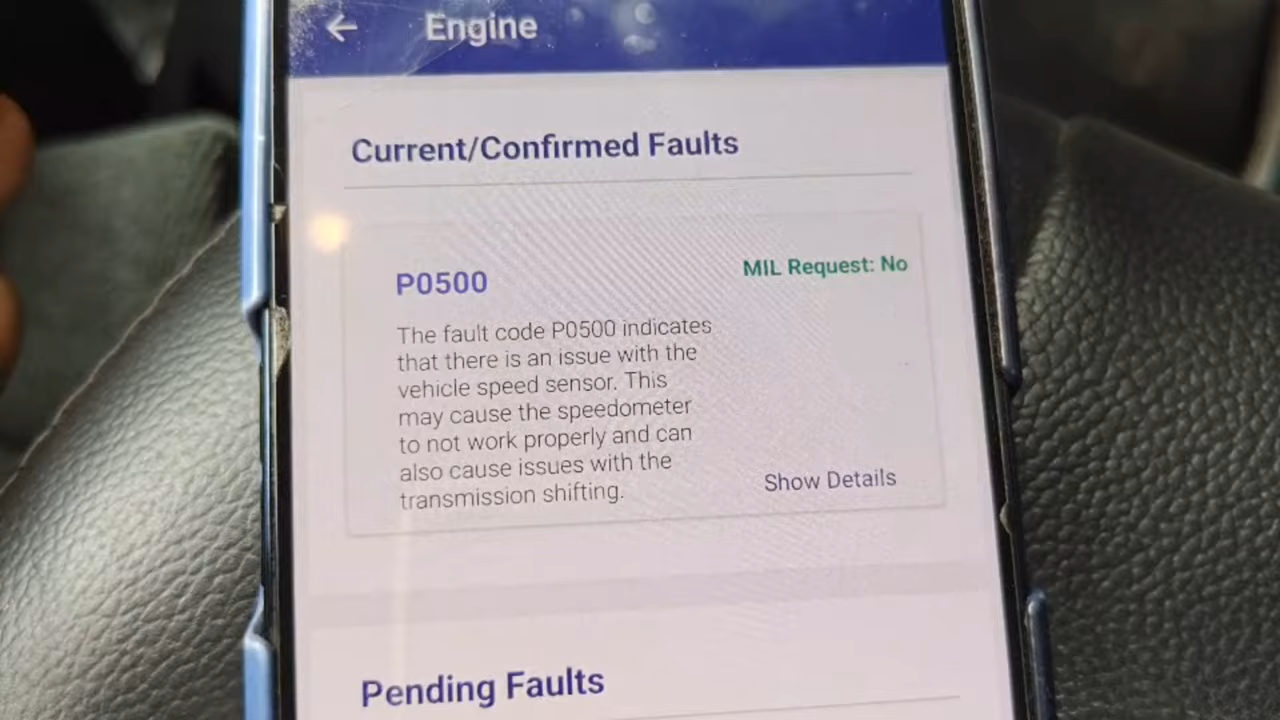 Engine
Current/Confirmed Faults
P0500
MIL Request: No
The fault code P0500 indicates
that there is an issue with the
vehicle speed sensor. This
may cause the speedometer
to not work properly and can
also cause issues with the
transmission shifting.
Show Details
Pending Faults